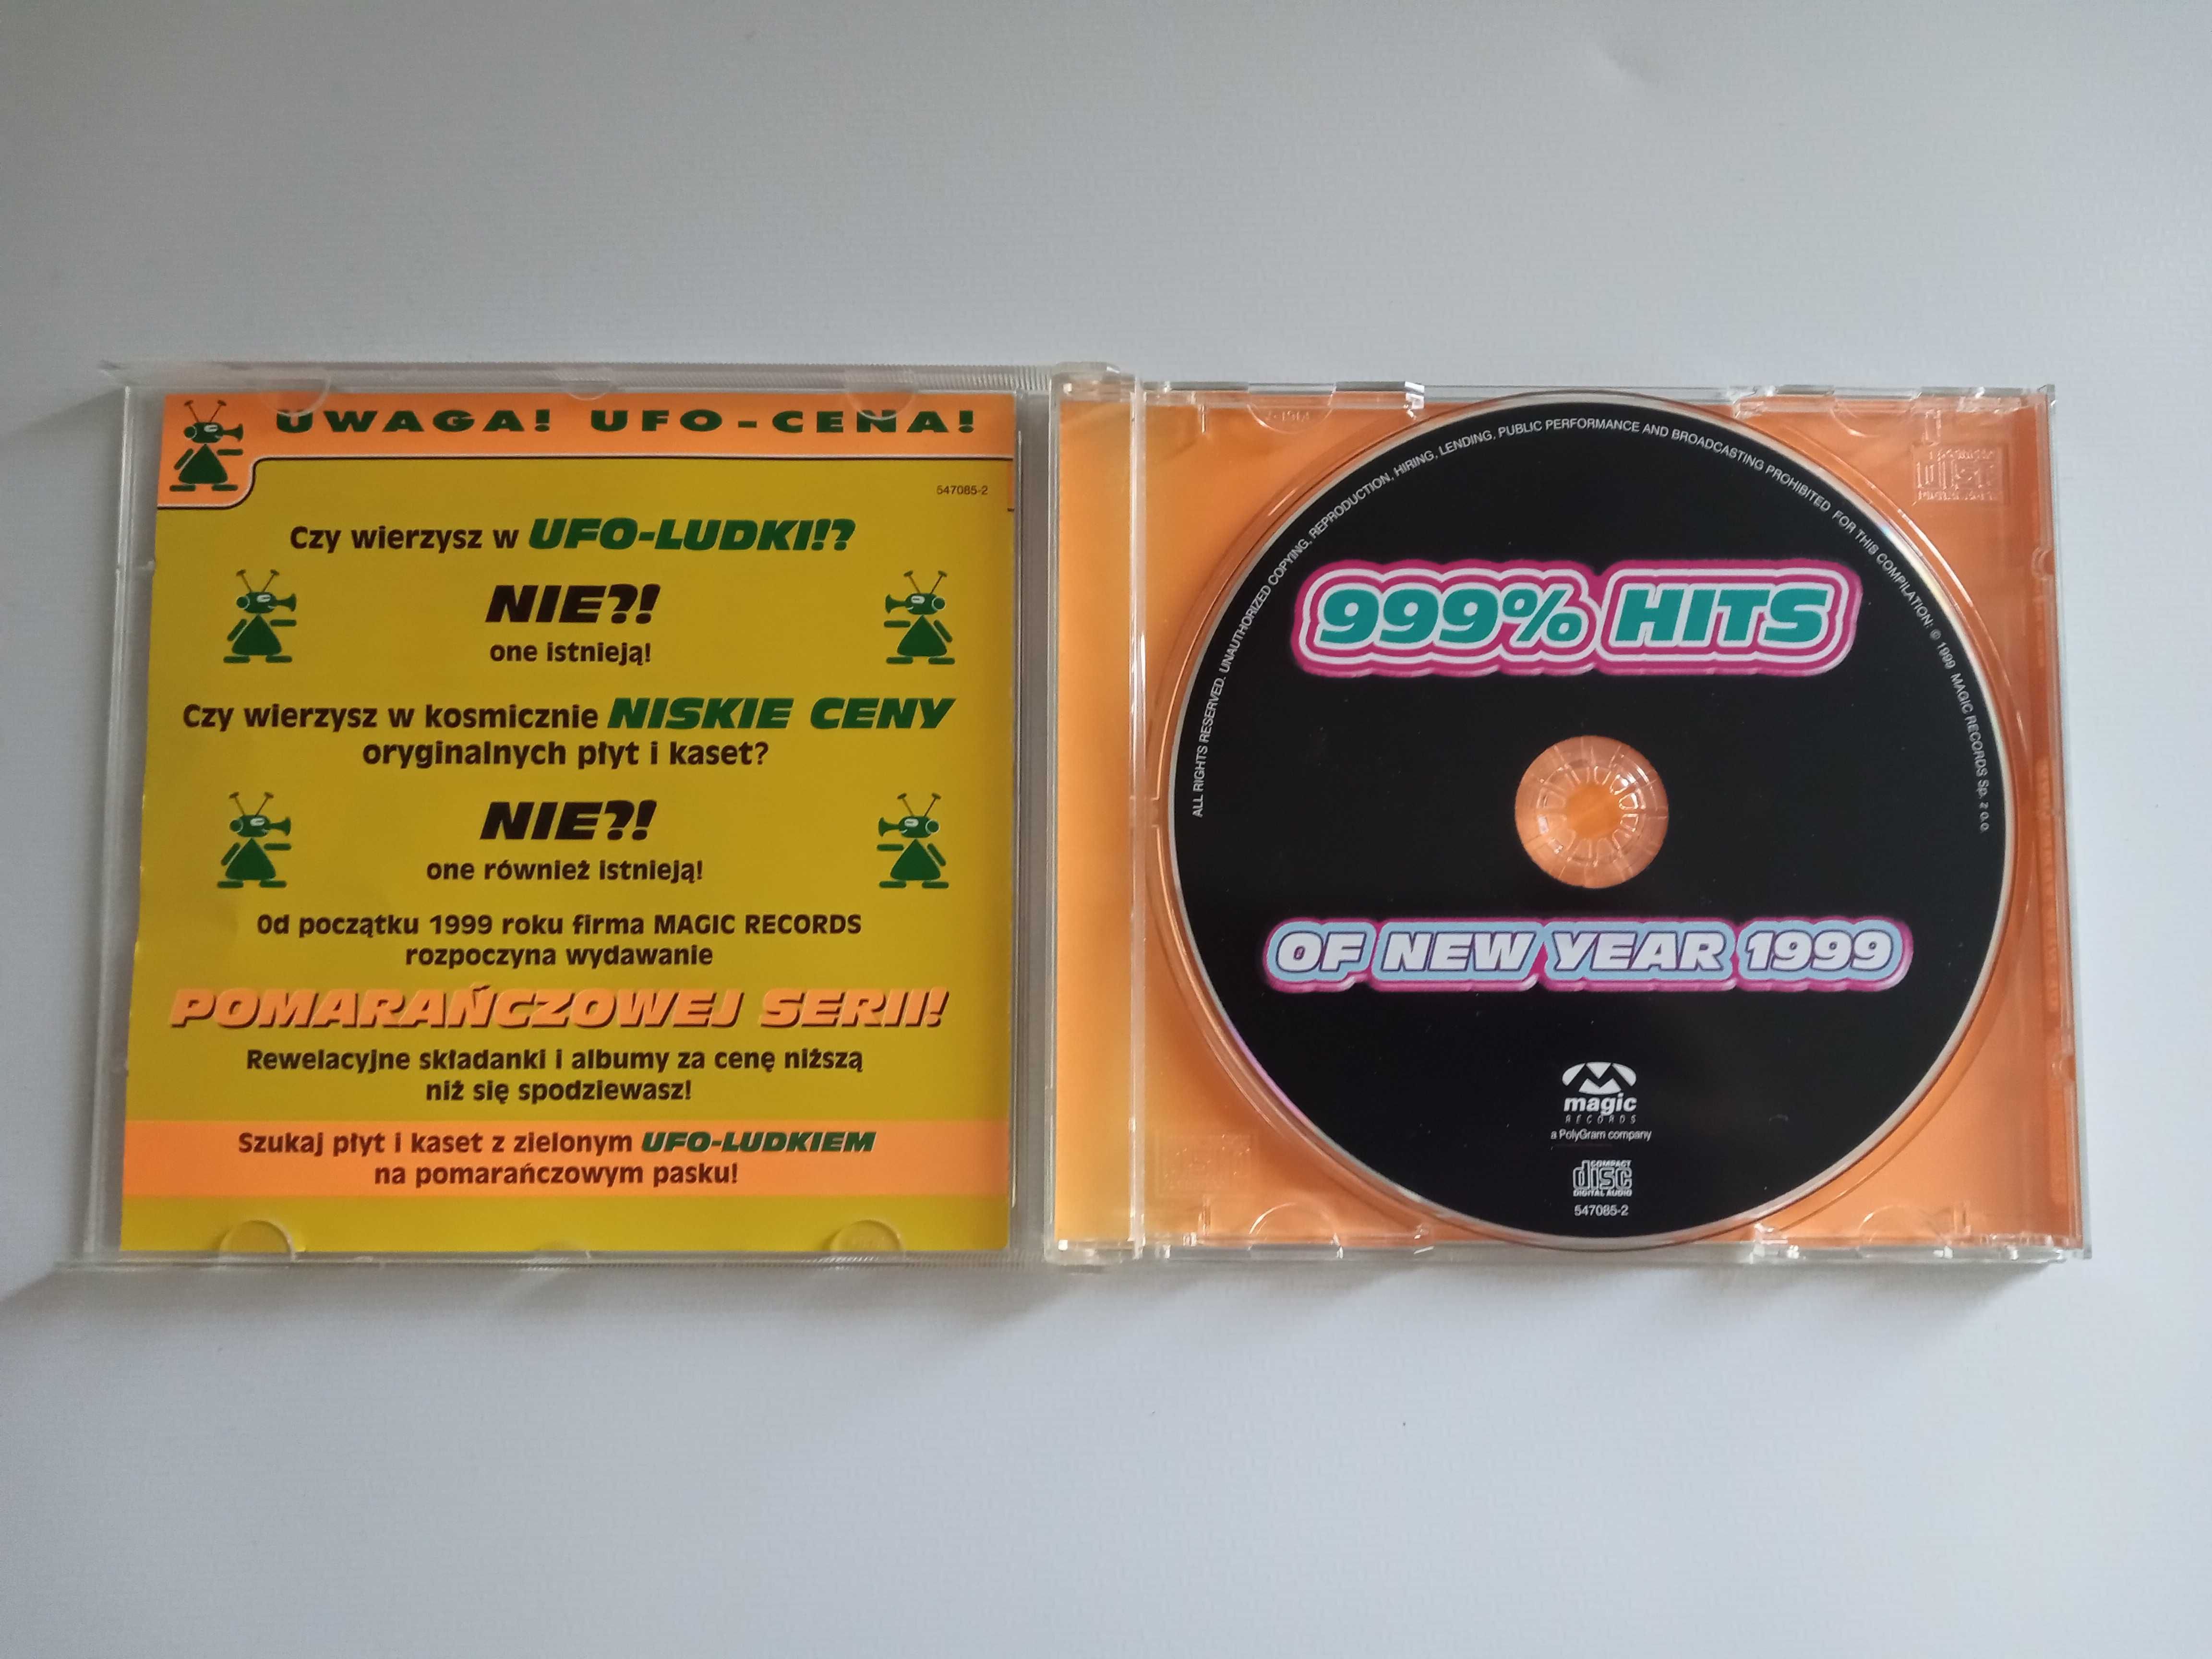 UWAGA! UFO-CENA!
547085-2
Czy wierzysz w UFO-LUDKI!?
NIE?!
one istnieją!
Czy wierzysz w kosmicznie NISKIE CENY
oryginalnych płyt i kaset?
NIE?!
one również istnieją!
Od początku 1999 roku firma MAGIC RECORDS
rozpoczyna wydawanie
POMARAŃCZOWEJ SERII!
Rewelacyjne składanki i albumy za cenę niższą
niż się spodziewasz!
Szukaj płyt i kaset z zielonym UFO-LUDKIEM
na pomarańczowym pasku!
ALL RIGHTS RESERVED. UNAUTHORIZED COPYING, REPRODUCTION, HIRING, LENDING, PUBLIC PERFORMANCE AND BROADCASTING PROHIBITED FOR THIS COMPILATION: © 1999 MAGIC RECORDS Sp. z o.o.
999% HITS
OF NEW YEAR 1999
magic
RECORDS
a PolyGram company
COMPACT
disc
DIGITAL AUDIO
547085-2